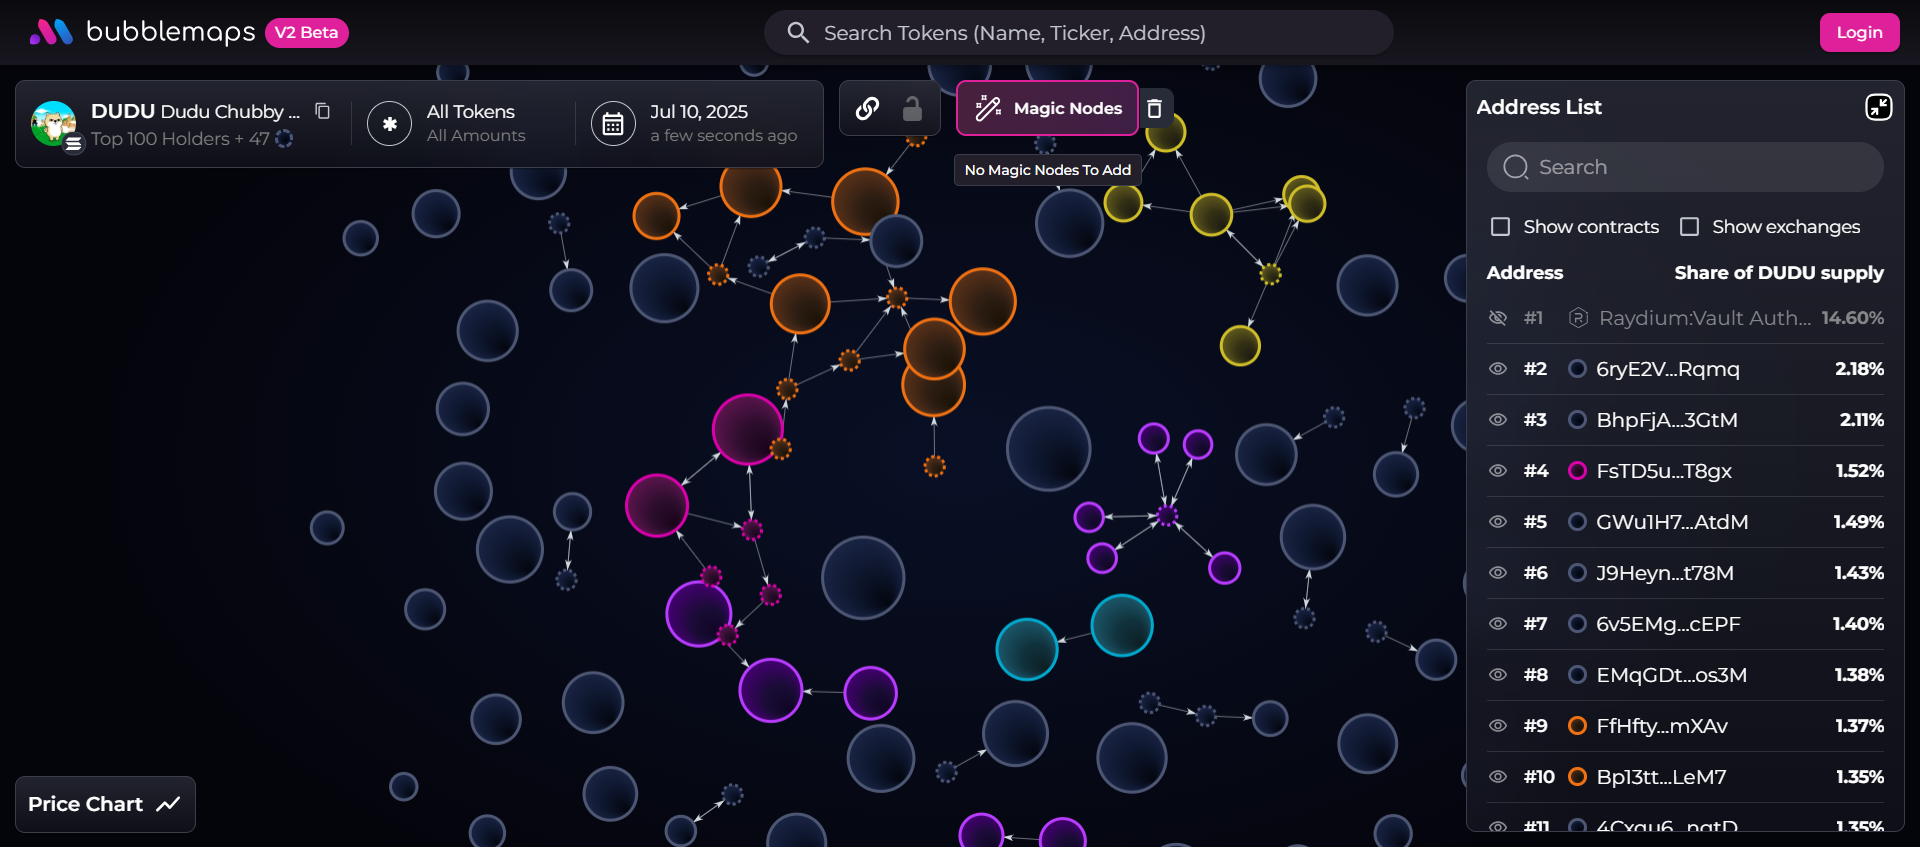 bubblemaps V2 Beta
Search Tokens (Name, Ticker, Address)
Login
DUDU Dudu Chubby ...
Top 100 Holders + 47
All Tokens
All Amounts
Jul 10, 2025
a few seconds ago
Magic Nodes
No Magic Nodes To Add
Address List
Search
Show contracts Show exchanges
Address Share of DUDU supply
#1 Raydium:Vault Auth... 14.60%
#2 6ryE2V...Rqmq 2.18%
#3 BhpFjA...3GtM 2.11%
#4 FsTD5u...T8gx 1.52%
#5 GWu1H7...AtdM 1.49%
#6 J9Heyn...t78M 1.43%
#7 6v5EMg...cEPF 1.40%
#8 EMqGDt...os3M 1.38%
#9 FfHfty...mXAv 1.37%
#10 Bp13tt...LeM7 1.35%
#11 1.35%
Price Chart